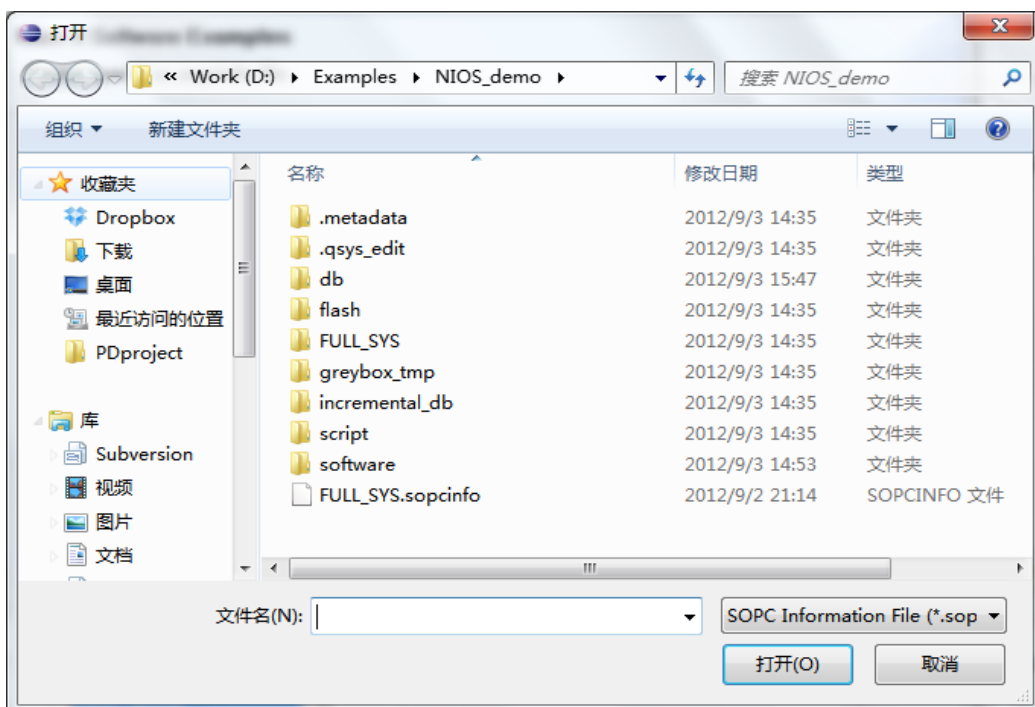 打开
« Work (D:) ▸ Examples ▸ NIOS_demo ▸
搜索 NIOS_demo
组织 新建文件夹
名称 修改日期 类型
收藏夹
Dropbox
下载
桌面
最近访问的位置
PDproject
库
Subversion
视频
图片
文档
.metadata 2012/9/3 14:35 文件夹
.qsys_edit 2012/9/3 14:35 文件夹
db 2012/9/3 15:47 文件夹
flash 2012/9/3 14:35 文件夹
FULL_SYS 2012/9/3 14:35 文件夹
greybox_tmp 2012/9/3 14:35 文件夹
incremental_db 2012/9/3 14:35 文件夹
script 2012/9/3 14:35 文件夹
software 2012/9/3 14:53 文件夹
FULL_SYS.sopcinfo 2012/9/2 21:14 SOPCINFO 文件
文件名(N):
SOPC Information File (*.sop
打开(O) 取消